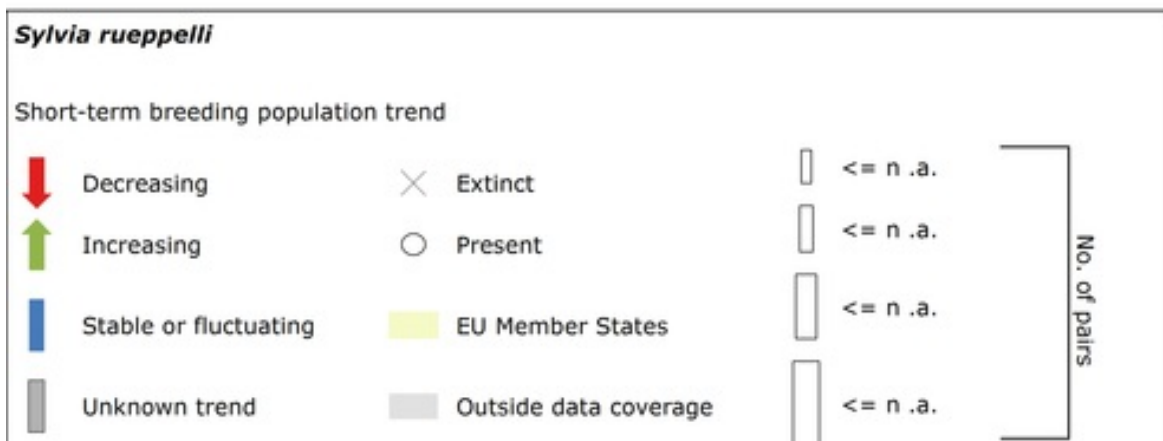 Sylvia rueppelli
Short-term breeding population trend
Decreasing
Increasing
Stable or fluctuating
Unknown trend
Extinct
Present
EU Member States
Outside data coverage
<= n .a.
<= n .a.
<= n .a.
<= n .a.
No. of pairs